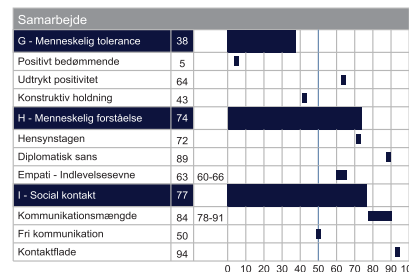 Samarbejde
G - Menneskelig tolerance 38
Positivt bedømmende 5
Udtrykt positivitet 64
Konstruktiv holdning 43
H - Menneskelig forståelse 74
Hensynstagen 72
Diplomatisk sans 89
Empati - Indlevelsesevne 63 60-66
I - Social kontakt 77
Kommunikationsmængde 84 78-91
Fri kommunikation 50
Kontaktflade 94
0 10 20 30 40 50 60 70 80 90 10